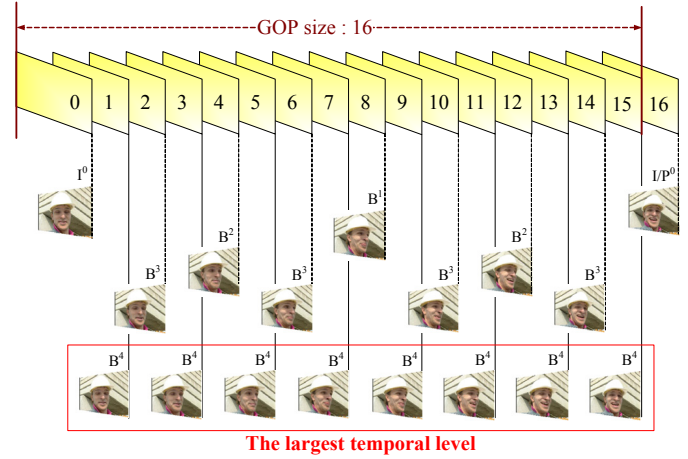 GOP size : 16
0 1 2 3 4 5 6 7 8 9 10 11 12 13 14 15 16
I⁰ I/P⁰
B¹
B² B²
B³ B³ B³ B³
B⁴ B⁴ B⁴ B⁴ B⁴ B⁴ B⁴ B⁴
The largest temporal level